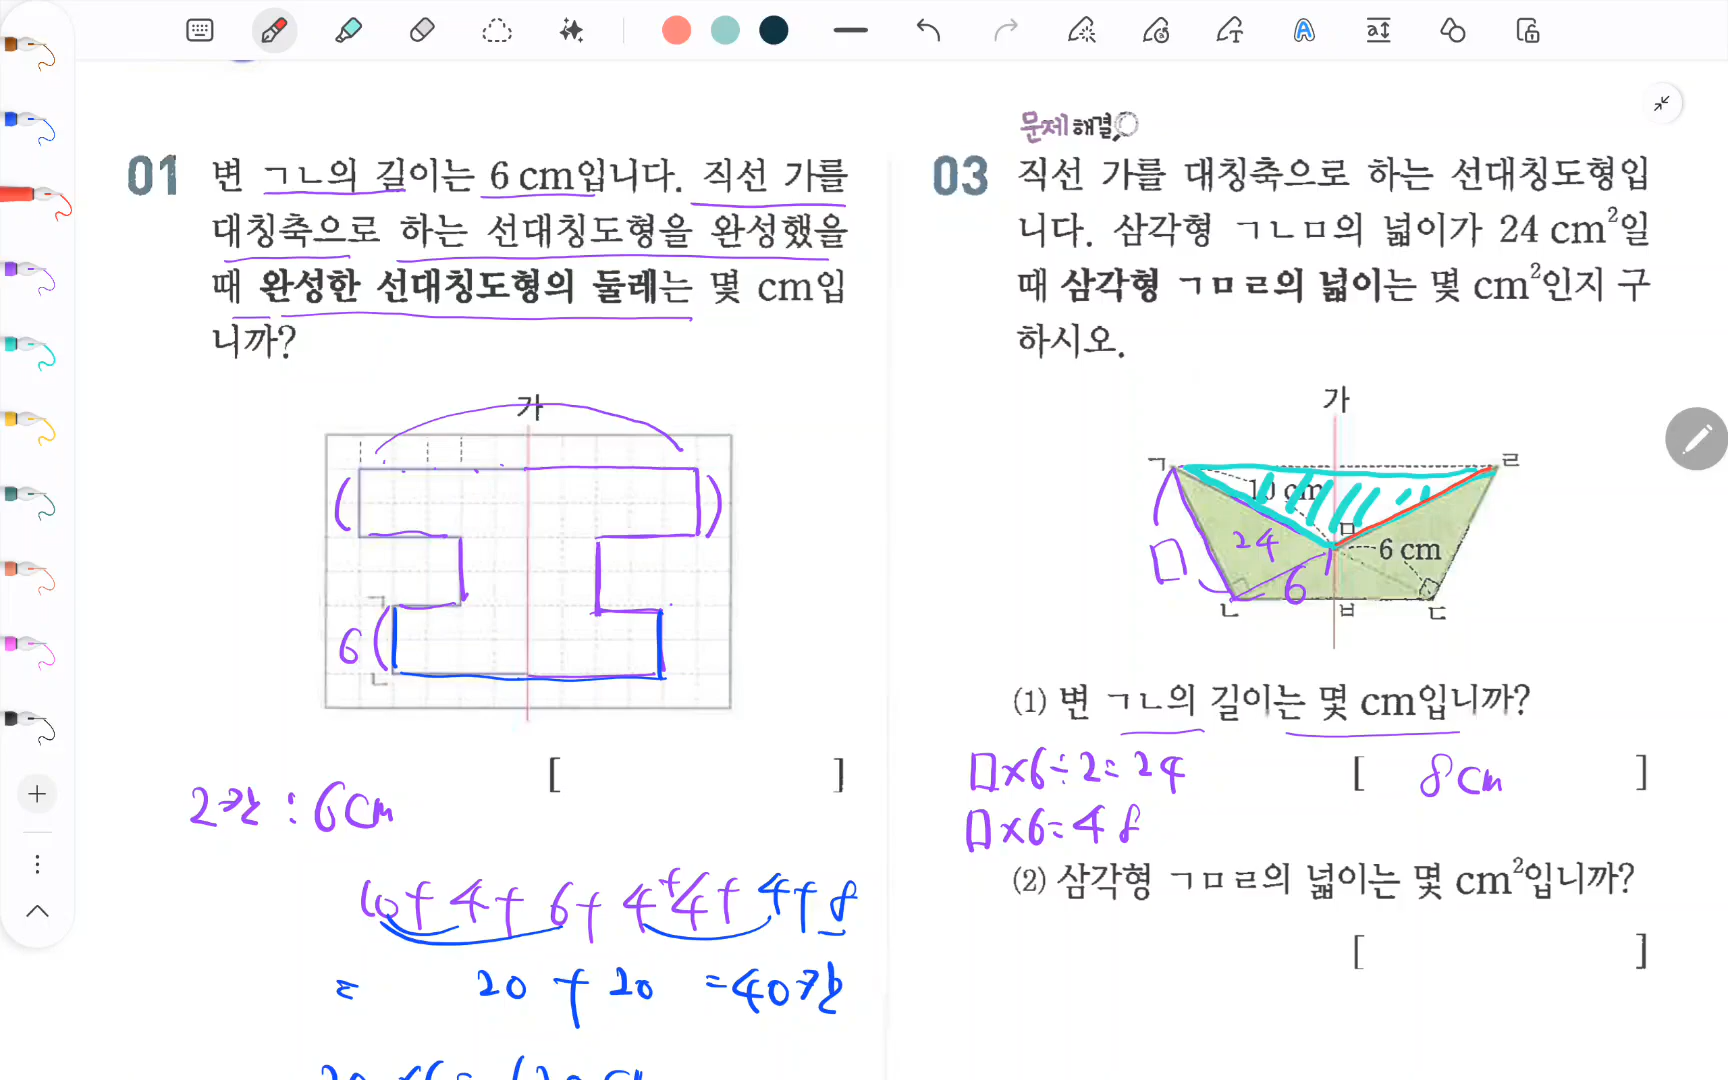 01 변 ㄱㄴ의 길이는 6 cm입니다. 직선 가를
대칭축으로 하는 선대칭도형을 완성했을
때 완성한 선대칭도형의 둘레는 몇 cm입
니까?
가
ㄱ
6
ㄴ
[ ]
2칸 : 6cm
10+4+6+4+4+4+8
= 20+20 =40칸
문제 해결
03 직선 가를 대칭축으로 하는 선대칭도형입
니다. 삼각형 ㄱㄴㅁ의 넓이가 24 cm²일
때 삼각형 ㄱㅁㄹ의 넓이는 몇 cm²인지 구
하시오.
가
ㄱ ㄹ
10 cm
ㅁ
24 6 cm
□ 6
ㄴ ㅂ ㄷ
(1) 변 ㄱㄴ의 길이는 몇 cm입니까?
□×6÷2=24 [ 8cm ]
□×6=48
(2) 삼각형 ㄱㅁㄹ의 넓이는 몇 cm²입니까?
[ ]